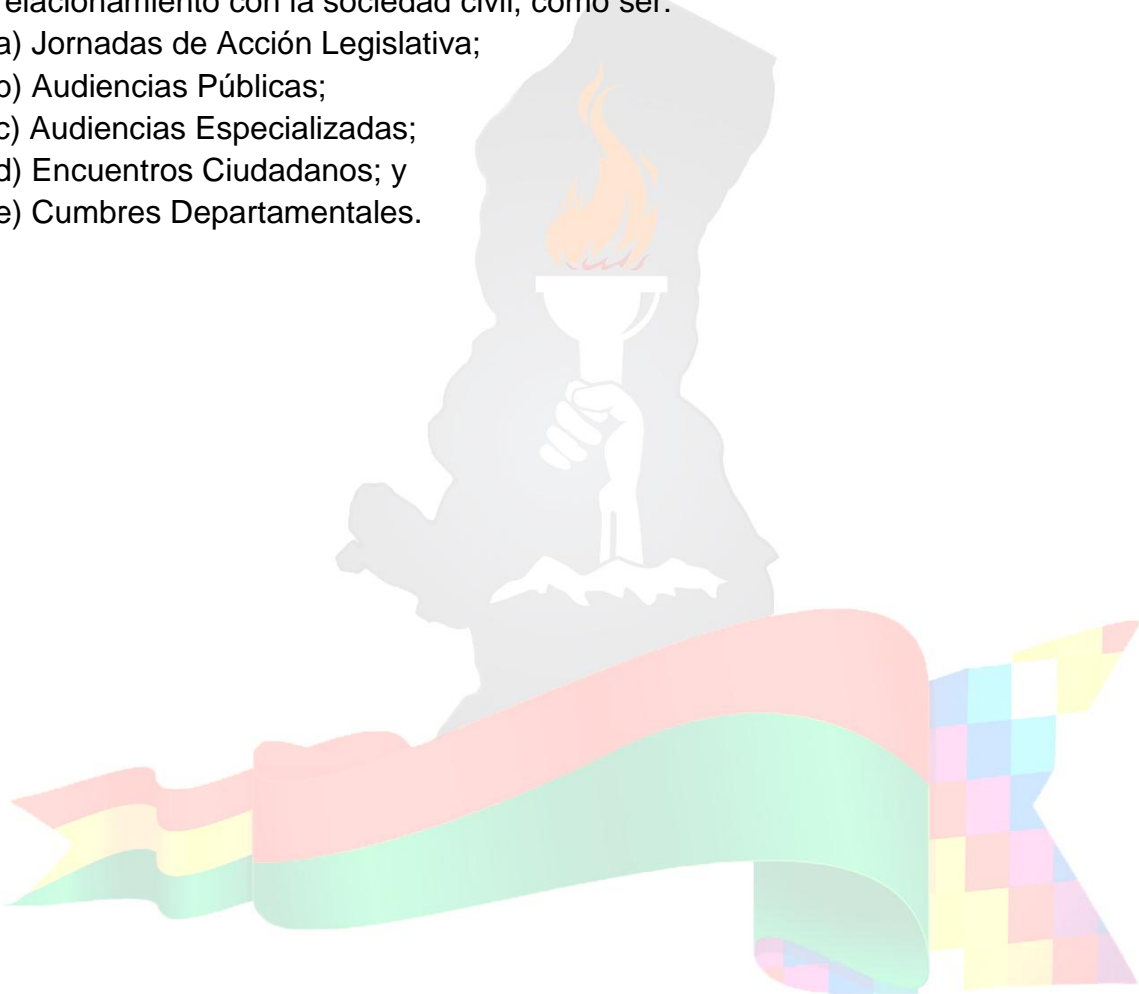 relacionamiento con la sociedad civil, como ser:
a) Jornadas de Acción Legislativa;
b) Audiencias Públicas;
c) Audiencias Especializadas;
d) Encuentros Ciudadanos; y
e) Cumbres Departamentales.